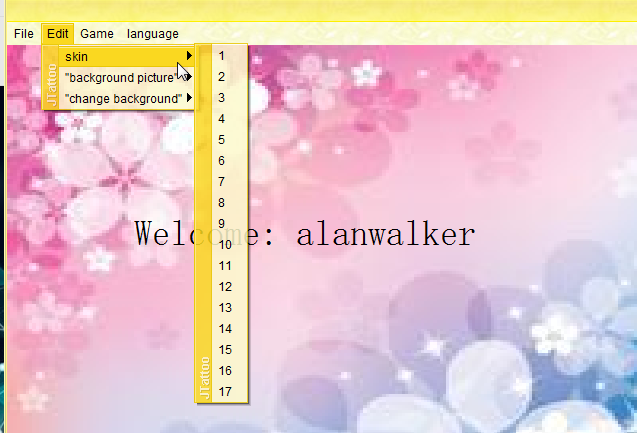 File Edit Game language
skin
"background picture"
"change background"
JTattoo
1
2
3
4
5
6
7
8
9
Welcome: alanwalker
10
11
12
13
14
15
16
17
JTattoo